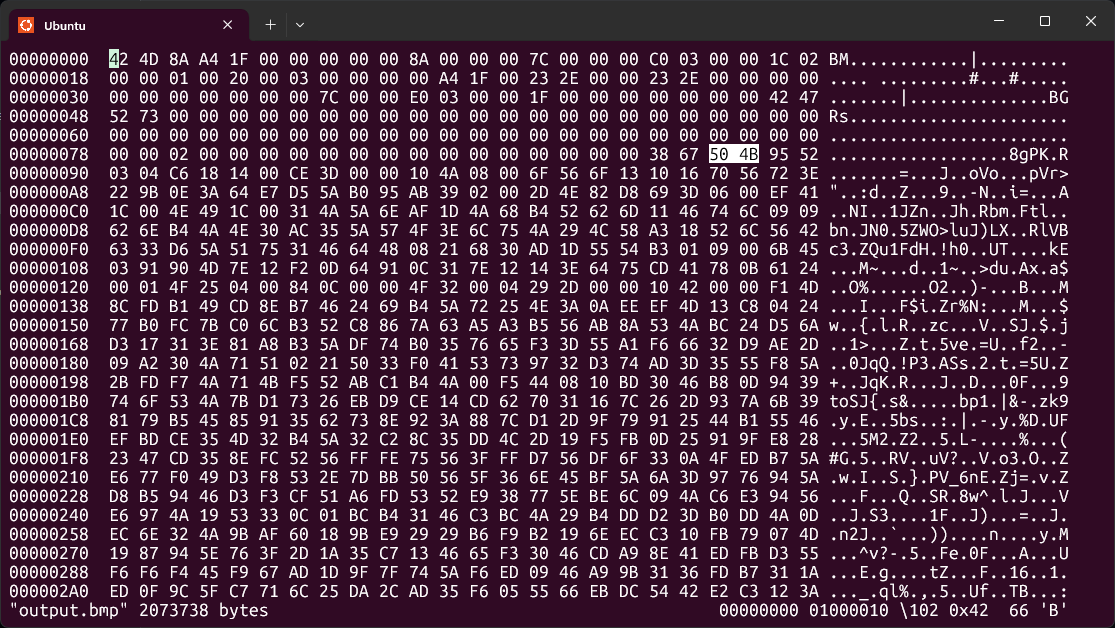 Ubuntu
00000000 42 4D 8A A4 1F 00 00 00 00 00 8A 00 00 00 7C 00 00 00 C0 03 00 00 1C 02 BM............|.........
00000018 00 00 01 00 20 00 03 00 00 00 00 00 A4 1F 00 23 2E 00 00 23 2E 00 00 00 .... ..........#...#.....
00000030 00 00 00 00 00 00 7C 00 00 E0 03 00 00 1F 00 00 00 00 00 00 00 00 42 47 .......|..............BG
00000048 52 73 00 00 00 00 00 00 00 00 00 00 00 00 00 00 00 00 00 00 00 00 00 00 Rs......................
00000060 00 00 00 00 00 00 00 00 00 00 00 00 00 00 00 00 00 00 00 00 00 00 00 00 ........................
00000078 00 00 02 00 00 00 00 00 00 00 00 00 00 00 00 00 00 00 38 67 50 4B 95 52 ..................8gPK.R
00000090 03 04 C6 18 14 00 CE 3D 00 00 10 4A 08 00 6F 56 6F 13 10 16 70 56 72 3E .......=...J..oVo...pVr>
000000A8 22 9B 0E 3A 64 E7 D5 5A B0 95 AB 39 02 00 2D 4E 82 D8 69 3D 06 00 EF 41 "..:d..Z...9..-N..i=...A
000000C0 1C 00 4E 49 1C 00 31 4A 5A 6E AF 1D 4A 68 B4 52 62 6D 11 46 74 6C 09 09 ..NI..1JZn..Jh.Rbm.Ftl..
000000D8 62 6E B4 4A 4E 30 AC 35 5A 57 4F 3E 6C 75 4A 29 4C 58 A3 18 52 6C 56 42 bn.JN0.5ZWO>luJ)LX..RlVB
000000F0 63 33 D6 5A 51 75 31 46 64 48 08 21 68 30 AD 1D 55 54 B3 01 09 00 6B 45 c3.ZQu1FdH.!h0..UT....kE
00000108 03 91 90 4D 7E 12 F2 0D 64 91 0C 31 7E 12 14 3E 64 75 CD 41 78 0B 61 24 ...M~...d..1~..>du.Ax.a$
00000120 00 01 4F 25 04 00 84 0C 00 00 4F 32 00 04 29 2D 00 00 10 42 00 00 F1 4D ..O%......O2..)-...B...M
00000138 8C FD B1 49 CD 8E B7 46 24 69 B4 5A 72 25 4E 3A 0A EE EF 4D 13 C8 04 24 ...I...F$i.Zr%N:...M...$
00000150 77 B0 FC 7B C0 6C B3 52 C8 86 7A 63 A5 A3 B5 56 AB 8A 53 4A BC 24 D5 6A w..{.l.R..zc...V..SJ.$.j
00000168 D3 17 31 3E 81 A8 B3 5A DF 74 B0 35 76 65 F3 3D 55 A1 F6 66 32 D9 AE 2D ..1>...Z.t.5ve.=U..f2..-
00000180 09 A2 30 4A 71 51 02 21 50 33 F0 41 53 73 97 32 D3 74 AD 3D 35 55 F8 5A ..0JqQ.!P3.ASs.2.t.=5U.Z
00000198 2B FD F7 4A 71 4B F5 52 AB C1 B4 4A 00 F5 44 08 10 BD 30 46 B8 0D 94 39 +..JqK.R...J..D...0F...9
000001B0 74 6F 53 4A 7B D1 73 26 EB D9 CE 14 CD 62 70 31 16 7C 26 2D 93 7A 6B 39 toSJ{.s&.....bp1.|&-.zk9
000001C8 81 79 B5 45 85 91 35 62 73 8E 92 3A 88 7C D1 2D 9F 79 91 25 44 B1 55 46 .y.E..5bs..:.|.-.y.%D.UF
000001E0 EF BD CE 35 4D 32 B4 5A 32 C2 8C 35 DD 4C 2D 19 F5 FB 0D 25 91 9F E8 28 ...5M2.Z2..5.L-....%...(
000001F8 23 47 CD 35 8E FC 52 56 FF FE 75 56 3F FF D7 56 DF 6F 33 0A 4F ED B7 5A #G.5..RV..uV?..V.o3.O..Z
00000210 E6 77 F0 49 D3 F8 53 2E 7D BB 50 56 5F 36 6E 45 BF 5A 6A 3D 97 76 94 5A .w.I..S.}.PV_6nE.Zj=.v.Z
00000228 D8 B5 94 46 D3 F3 CF 51 A6 FD 53 52 E9 38 77 5E BE 6C 09 4A C6 E3 94 56 ...F...Q..SR.8w^.l.J...V
00000240 E6 97 4A 19 53 33 0C 01 BC B4 31 46 C3 BC 4A 29 B4 DD D2 3D B0 DD 4A 0D ..J.S3....1F..J)...=..J.
00000258 EC 6E 32 4A 9B AF 60 18 9B E9 29 29 B6 F9 B2 19 6E EC C3 10 FB 79 07 4D .n2J..`...))....n....y.M
00000270 19 87 94 5E 76 3F 2D 1A 35 C7 13 46 65 F3 30 46 CD A9 8E 41 ED FB D3 55 ...^v?-.5..Fe.0F...A...U
00000288 F6 F6 F4 45 F9 67 AD 1D 9F 7F 74 5A F6 ED 09 46 A9 9B 31 36 FD B7 31 1A ...E.g....tZ...F..16..1.
000002A0 ED 0F 9C 5F C7 71 6C 25 DA 2C AD 35 F6 05 55 66 EB DC 54 42 E2 C3 12 3A ..._.ql%.,.5..Uf..TB...:
"output.bmp" 2073738 bytes 00000000 01000010 \102 0x42 66 'B'